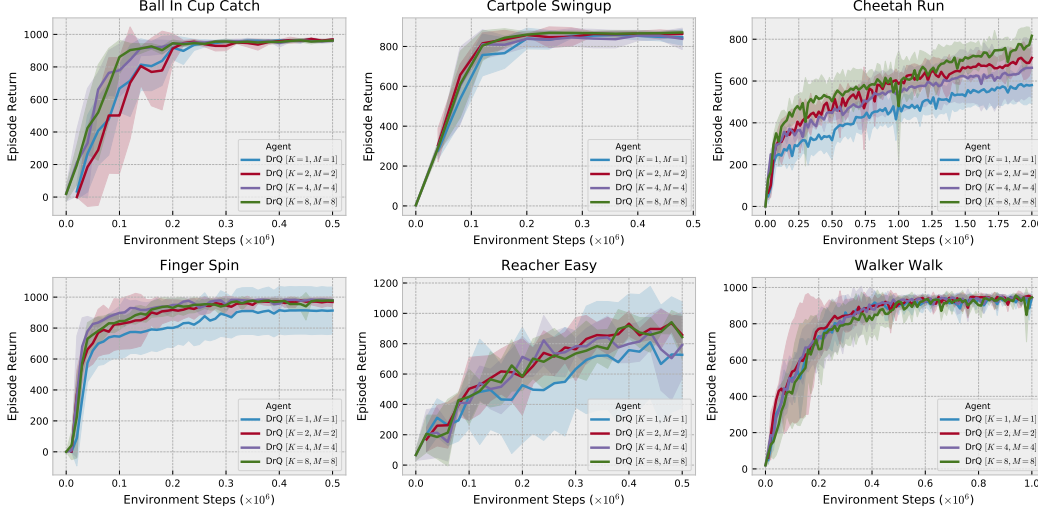 Ball In Cup Catch
1000
800
600
400
200
0
Episode Return
0.0 0.1 0.2 0.3 0.4 0.5
Environment Steps (×10⁶)
Agent
DrQ [K = 1, M = 1]
DrQ [K = 2, M = 2]
DrQ [K = 4, M = 4]
DrQ [K = 8, M = 8]
Cartpole Swingup
800
600
400
200
0
Episode Return
0.0 0.1 0.2 0.3 0.4 0.5
Environment Steps (×10⁶)
Agent
DrQ [K = 1, M = 1]
DrQ [K = 2, M = 2]
DrQ [K = 4, M = 4]
DrQ [K = 8, M = 8]
Cheetah Run
800
600
400
200
0
Episode Return
0.00 0.25 0.50 0.75 1.00 1.25 1.50 1.75 2.00
Environment Steps (×10⁶)
Agent
DrQ [K = 1, M = 1]
DrQ [K = 2, M = 2]
DrQ [K = 4, M = 4]
DrQ [K = 8, M = 8]
Finger Spin
1000
800
600
400
200
0
Episode Return
0.0 0.1 0.2 0.3 0.4 0.5
Environment Steps (×10⁶)
Agent
DrQ [K = 1, M = 1]
DrQ [K = 2, M = 2]
DrQ [K = 4, M = 4]
DrQ [K = 8, M = 8]
Reacher Easy
1200
1000
800
600
400
200
0
Episode Return
0.0 0.1 0.2 0.3 0.4 0.5
Environment Steps (×10⁶)
Agent
DrQ [K = 1, M = 1]
DrQ [K = 2, M = 2]
DrQ [K = 4, M = 4]
DrQ [K = 8, M = 8]
Walker Walk
1000
800
600
400
200
0
Episode Return
0.0 0.2 0.4 0.6 0.8 1.0
Environment Steps (×10⁶)
Agent
DrQ [K = 1, M = 1]
DrQ [K = 2, M = 2]
DrQ [K = 4, M = 4]
DrQ [K = 8, M = 8]